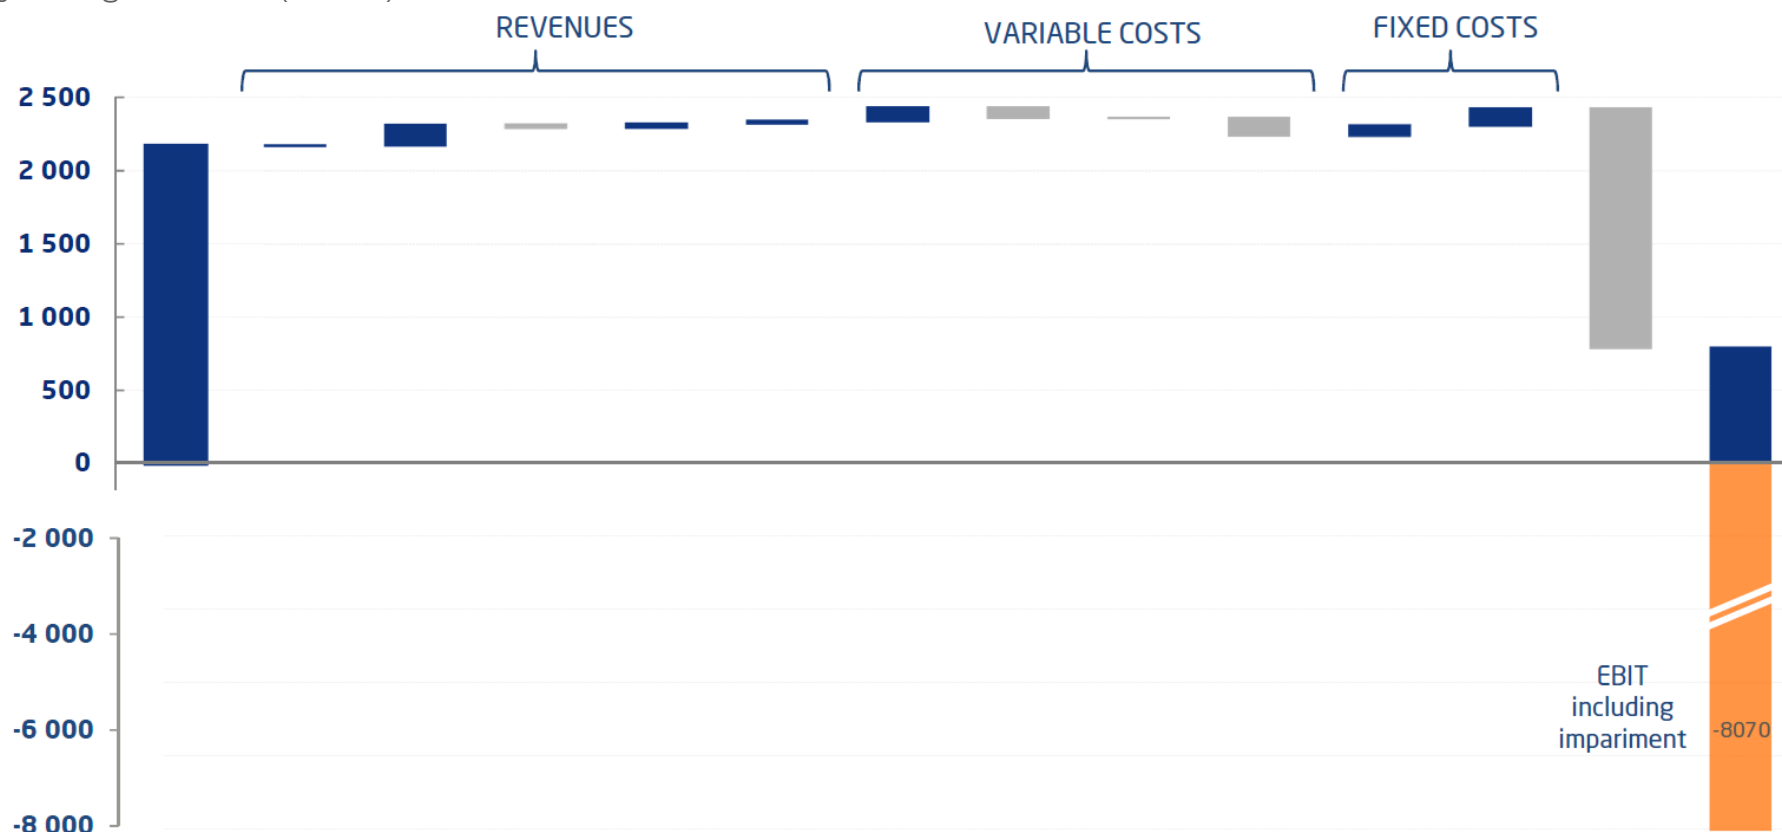 REVENUES
VARIABLE COSTS
FIXED COSTS
2 500
2 000
1 500
1 000
500
0
-2 000
-4 000
-6 000
-8 000
EBIT
including
impariment
-8070